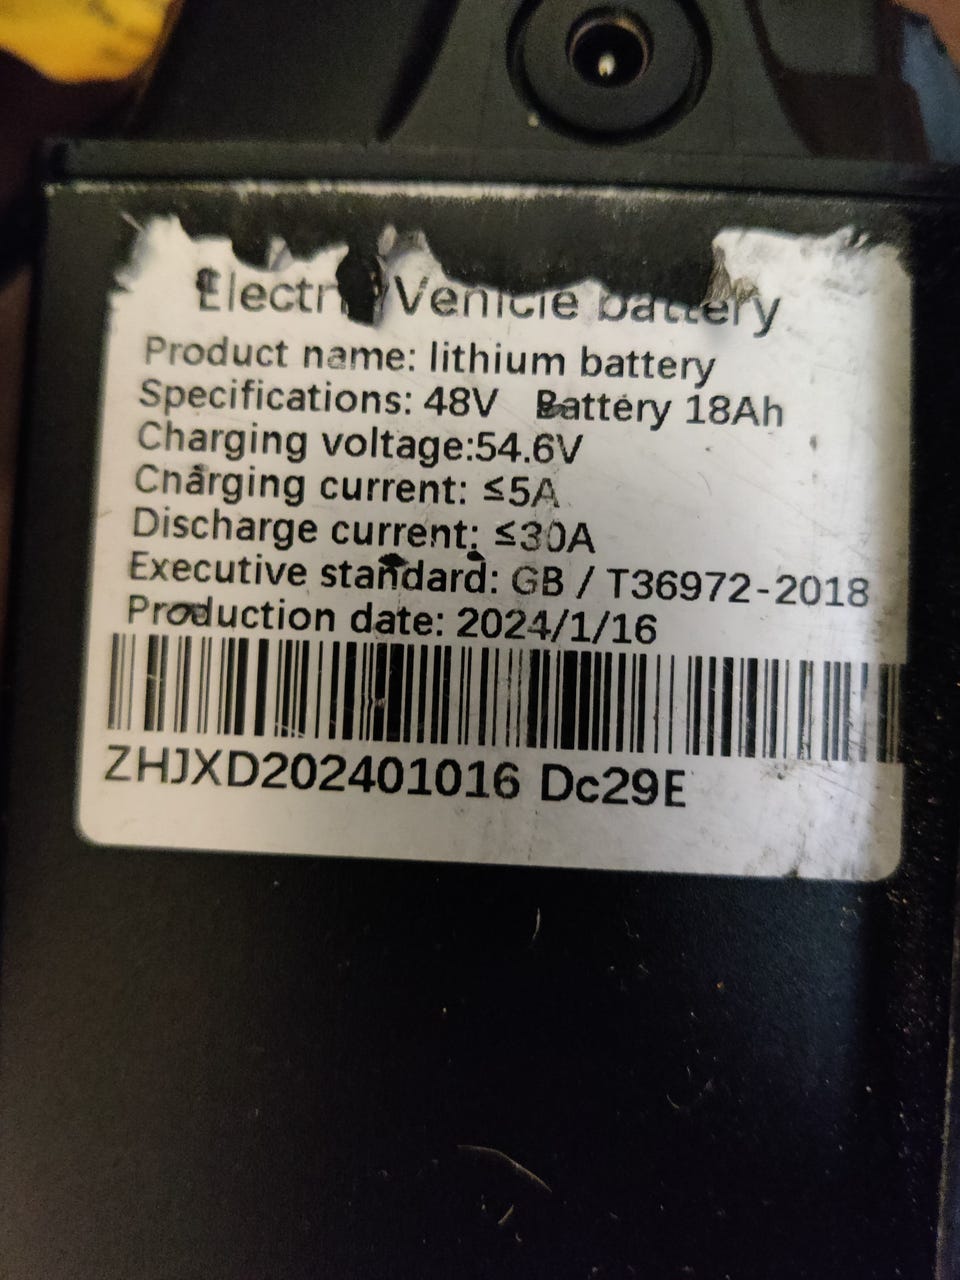 Electric Vehicle battery
Product name: lithium battery
Specifications: 48V Battery 18Ah
Charging voltage:54.6V
Charging current: ≤5A
Discharge current: ≤30A
Executive standard: GB / T36972-2018
Production date: 2024/1/16
ZHJXD202401016 Dc29E